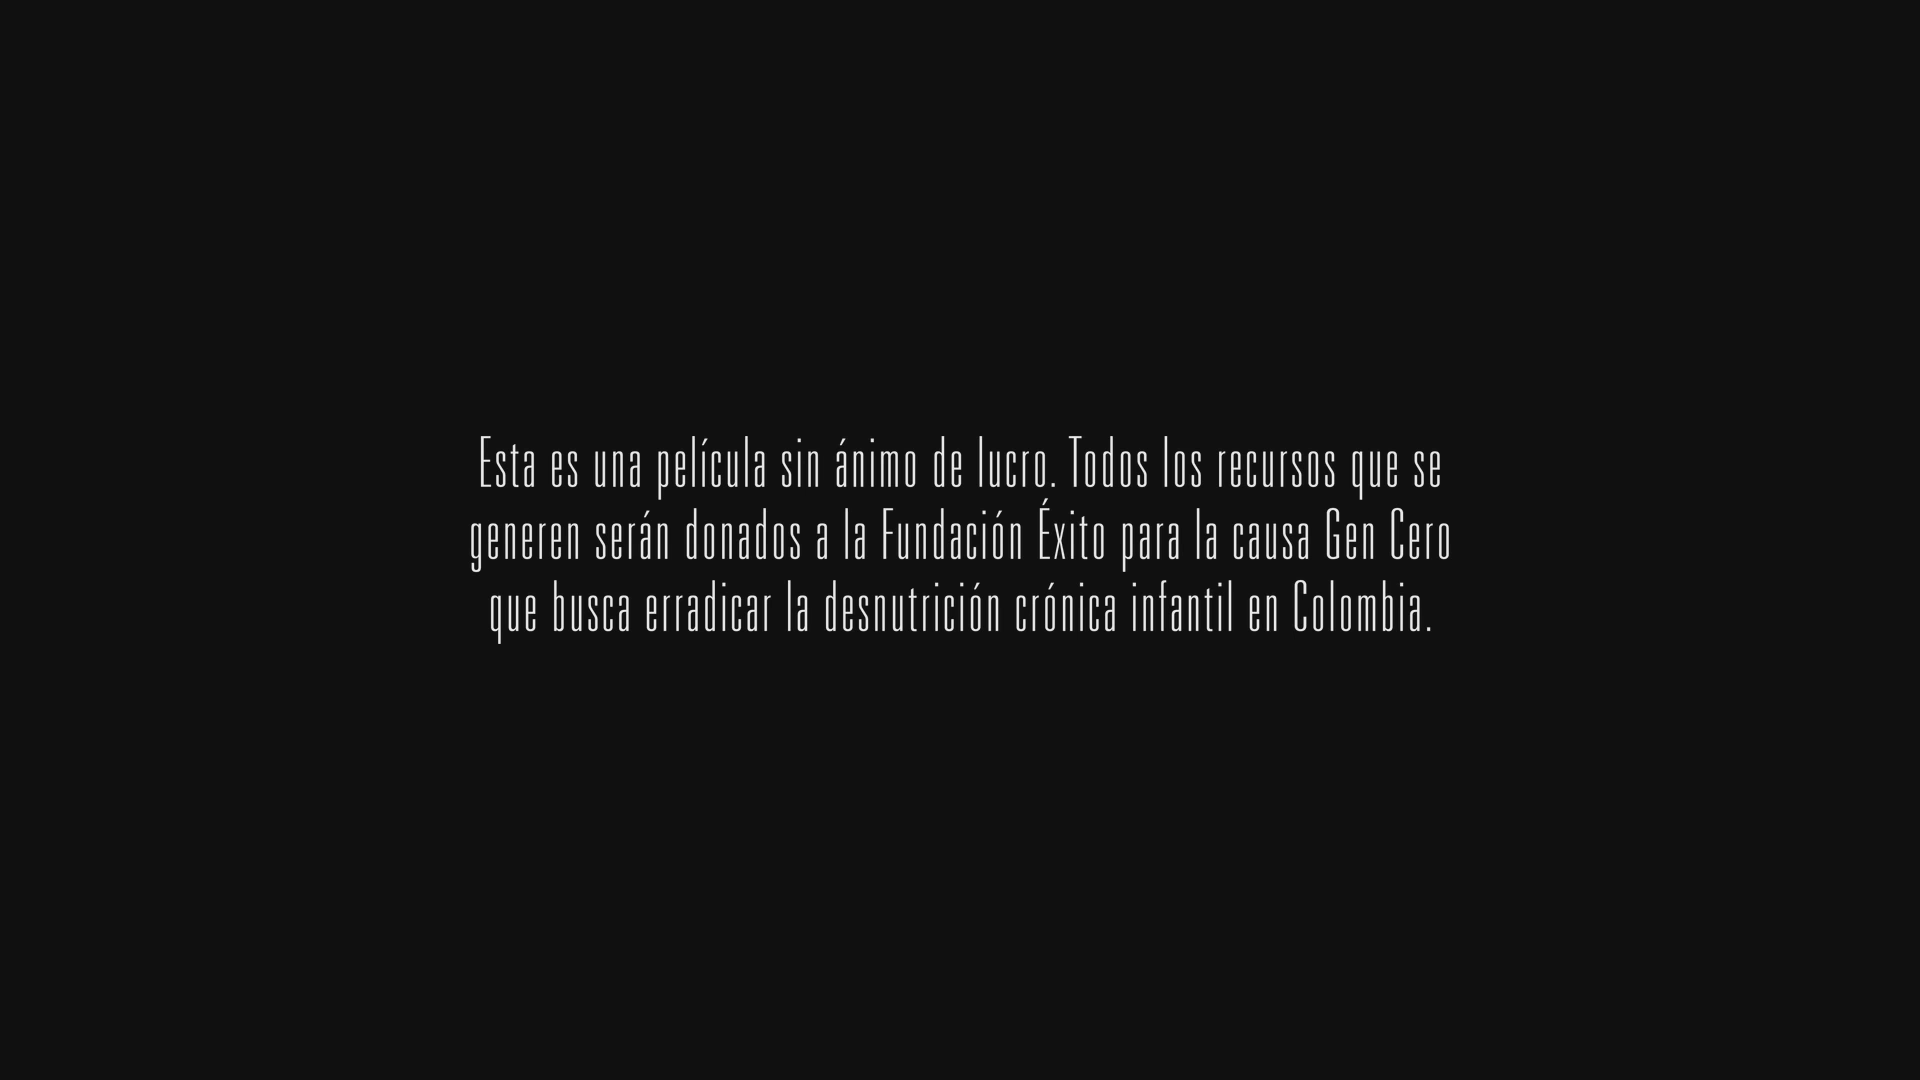 Esta es una película sin ánimo de lucro. Todos los recursos que se
generen serán donados a la Fundación Éxito para la causa Gen Cero
que busca erradicar la desnutrición crónica infantil en Colombia.